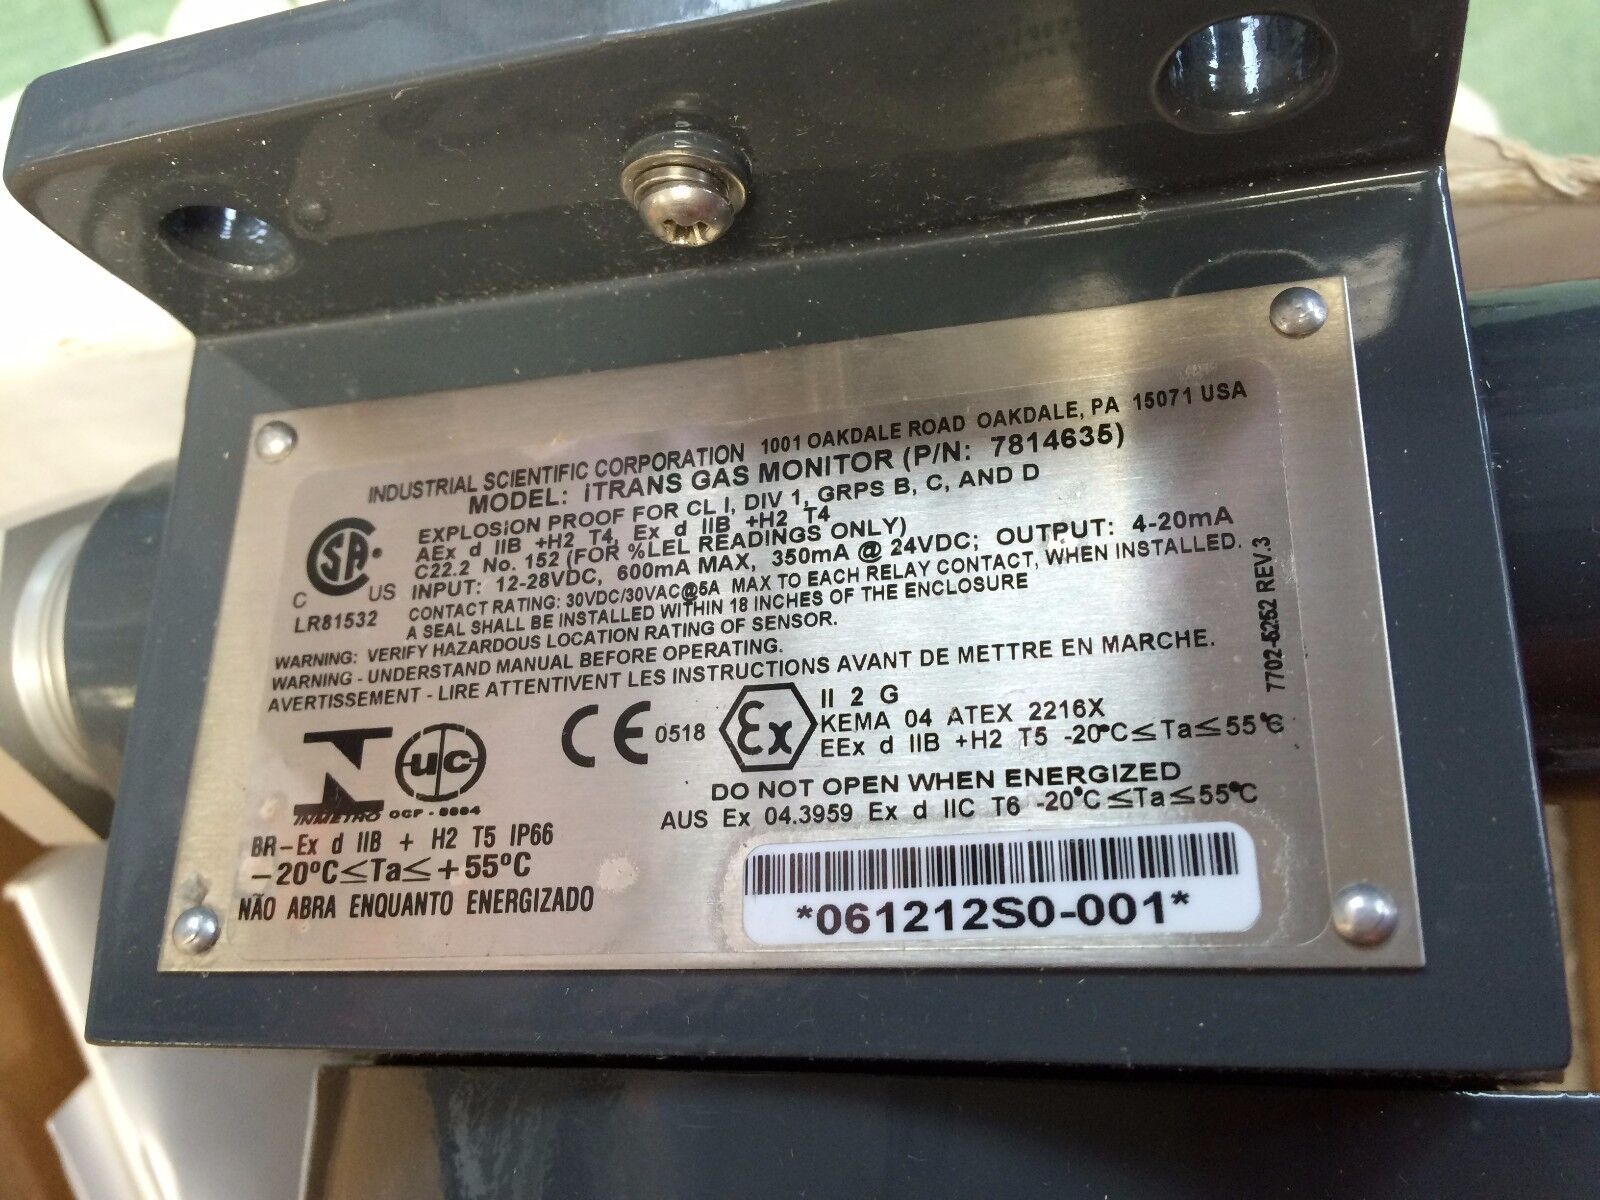 INDUSTRIAL SCIENTIFIC CORPORATION 1001 OAKDALE ROAD OAKDALE, PA 15071 USA
MODEL: iTRANS GAS MONITOR (P/N: 7814635)
EXPLOSiON PROOF FOR CL I, DIV 1, GRPS B, C, AND D
AEx d IIB +H2 T4, Ex d IIB +H2 T4
C22.2 No. 152 (FOR %LEL READINGS ONLY)
INPUT: 12-28VDC, 600mA MAX, 350mA @ 24VDC; OUTPUT: 4-20mA
CONTACT RATING: 30VDC/30VAC@5A MAX TO EACH RELAY CONTACT, WHEN INSTALLED.
A SEAL SHALL BE INSTALLED WITHIN 18 INCHES OF THE ENCLOSURE
C SA US
LR81532
WARNING: VERIFY HAZARDOUS LOCATION RATING OF SENSOR.
WARNING - UNDERSTAND MANUAL BEFORE OPERATING.
AVERTISSEMENT - LIRE ATTENTIVENT LES INSTRUCTIONS AVANT DE METTRE EN MARCHE.
7702-5252 REV.3
INMETRO
UC
OCP-0004
BR-Ex d IIB + H2 T5 IP66
-20°C≤Ta≤+55°C
NÃO ABRA ENQUANTO ENERGIZADO
CE 0518
Ex
II 2 G
KEMA 04 ATEX 2216X
EEx d IIB +H2 T5 -20°C≤Ta≤55°C
DO NOT OPEN WHEN ENERGIZED
AUS Ex 04.3959 Ex d IIC T6 -20°C≤Ta≤55°C
*061212S0-001*